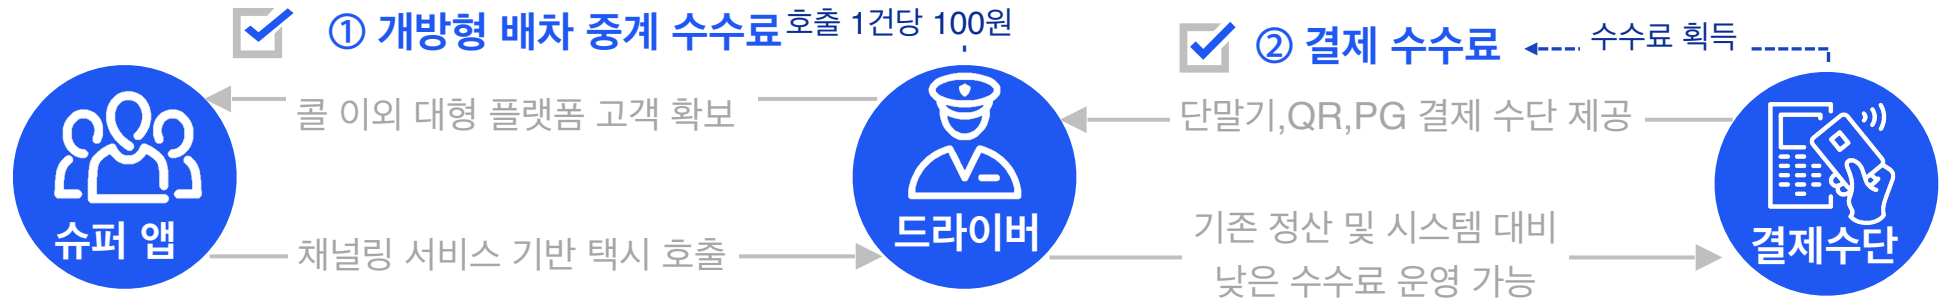 ① 개방형 배차 중계 수수료 호출 1건당 100원
② 결제 수수료
수수료 획득
콜 이외 대형 플랫폼 고객 확보
단말기,QR,PG 결제 수단 제공
슈퍼 앱
드라이버
결제수단
채널링 서비스 기반 택시 호출
기존 정산 및 시스템 대비
낮은 수수료 운영 가능